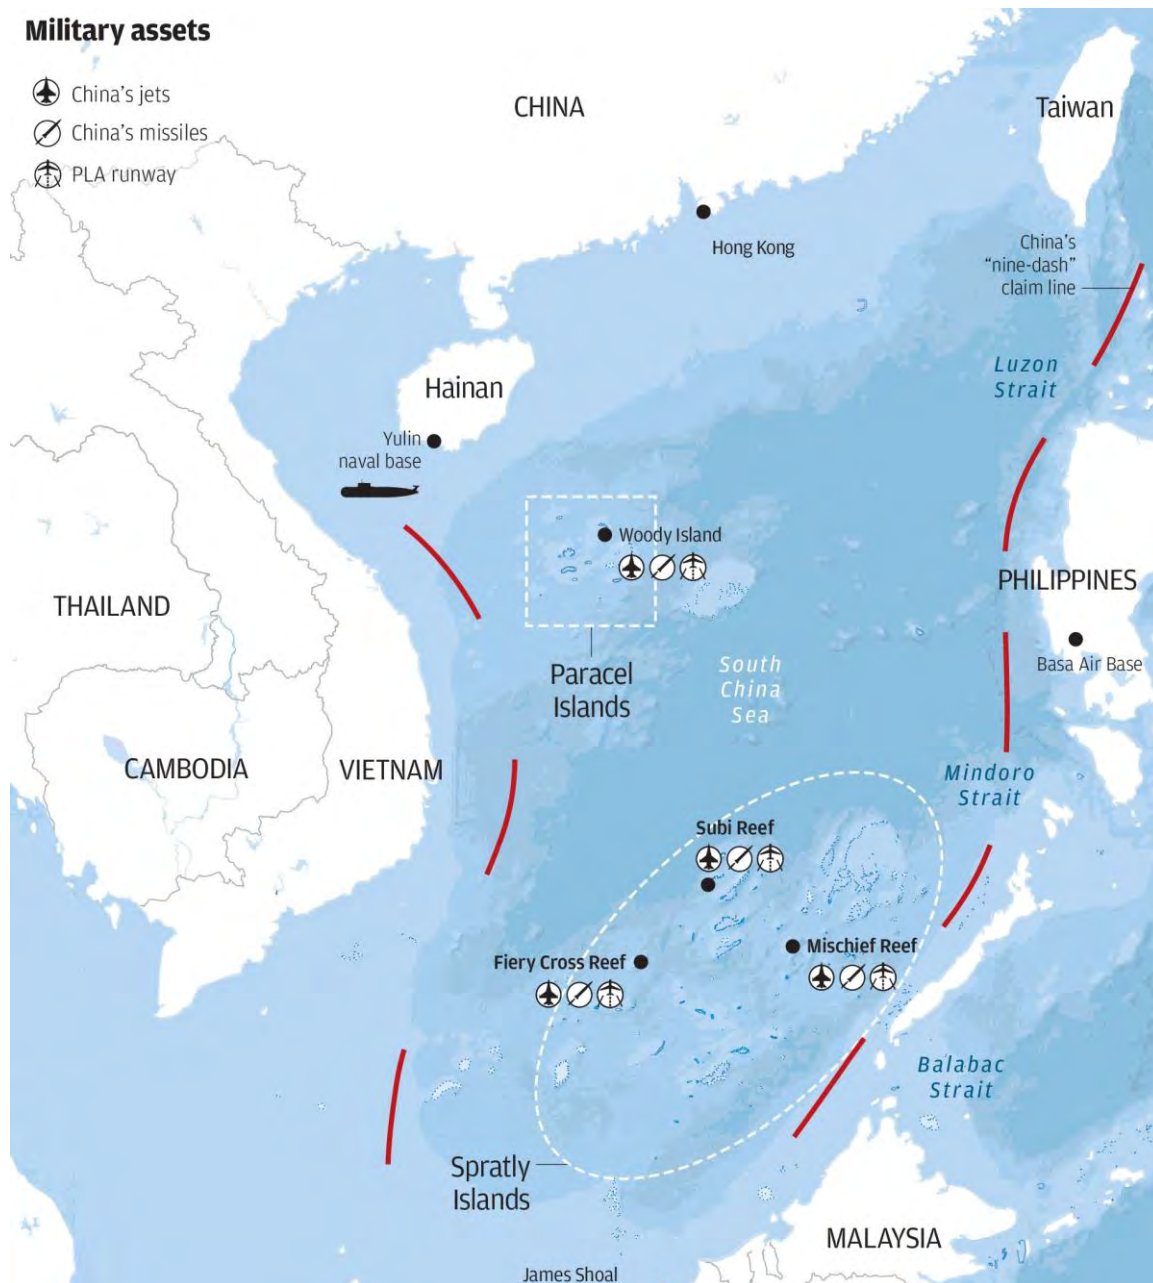 Military assets
China's jets
China's missiles
PLA runway
CHINA
Taiwan
Hong Kong
China's
“nine-dash”
claim line
Luzon
Strait
Hainan
Yulin
naval base
Woody Island
THAILAND
PHILIPPINES
Basa Air Base
Paracel
Islands
South
China
Sea
CAMBODIA
VIETNAM
Mindoro
Strait
Subi Reef
Mischief Reef
Fiery Cross Reef
Balabac
Strait
Spratly
Islands
MALAYSIA
James Shoal